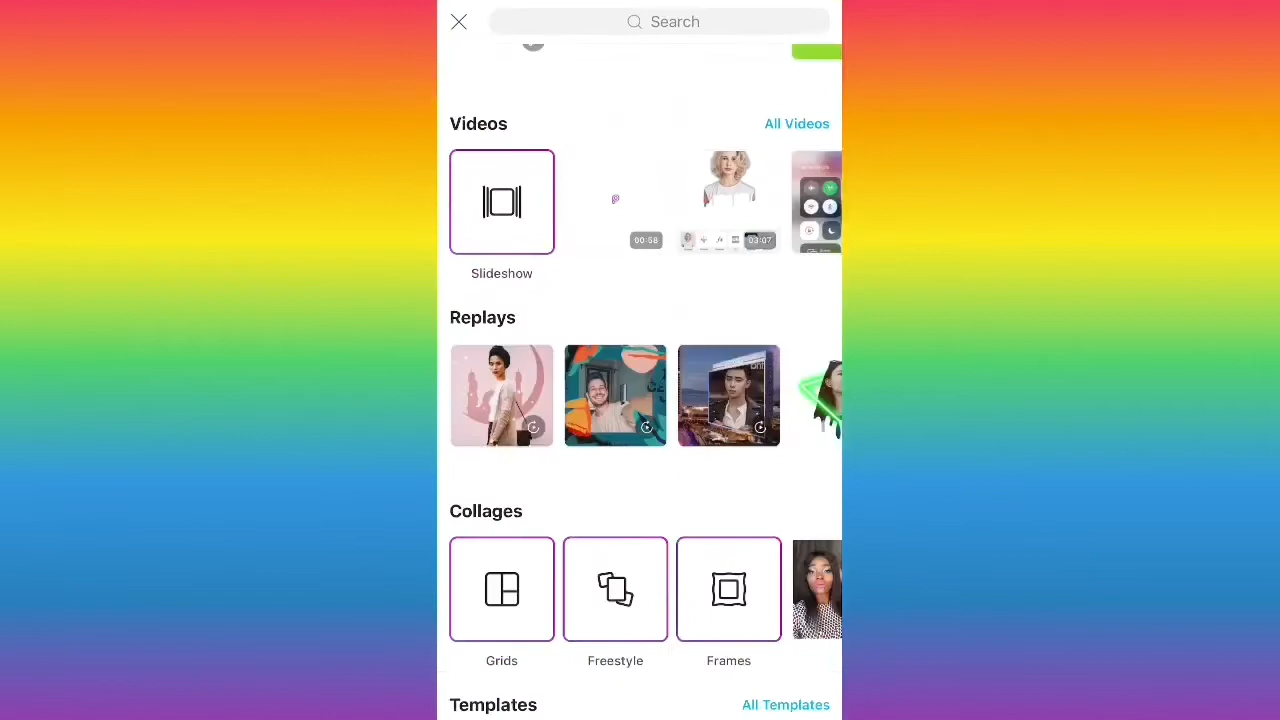 Search
Videos
All Videos
00:58
03:07
Slideshow
Replays
Collages
Grids
Freestyle
Frames
Templates
All Templates